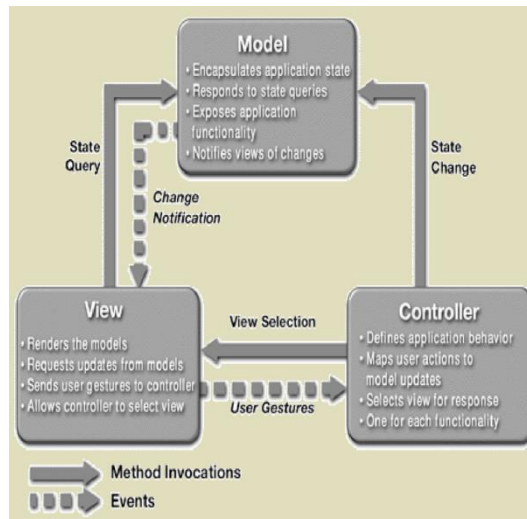 Model
• Encapsulates application state
• Responds to state queries
• Exposes application
functionality
• Notifies views of changes
State
Query
State
Change
Change
Notification
View
• Renders the models
• Requests updates from models
• Sends user gestures to controller
• Allows controller to select view
View Selection
User Gestures
Controller
• Defines application behavior
• Maps user actions to
model updates
• Selects view for response
• One for each functionality
Method Invocations
Events